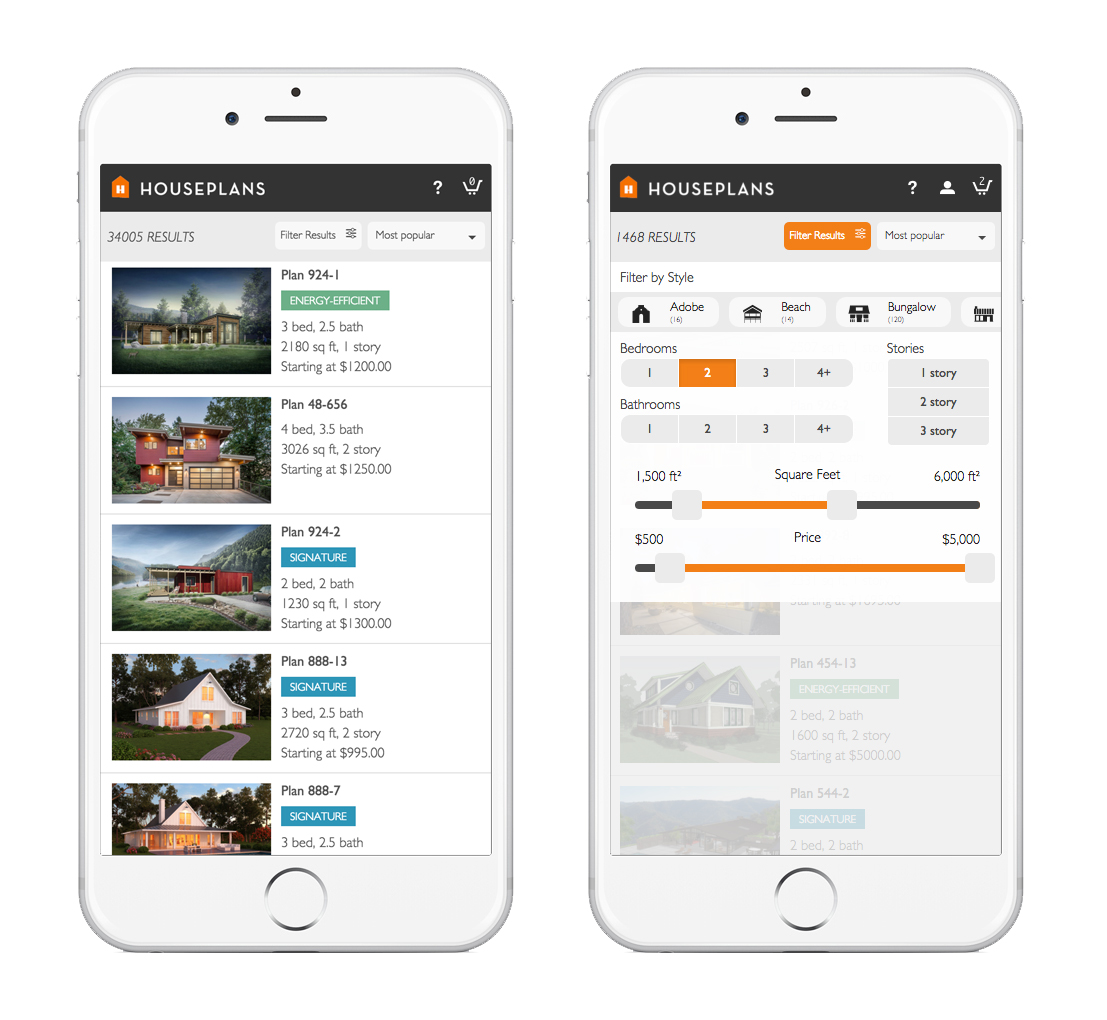 HOUSEPLANS
?
0
34005 RESULTS
Filter Results
Most popular
Plan 924-1
ENERGY-EFFICIENT
3 bed, 2.5 bath
2180 sq ft, 1 story
Starting at $1200.00
Plan 48-656
4 bed, 3.5 bath
3026 sq ft, 2 story
Starting at $1250.00
Plan 924-2
SIGNATURE
2 bed, 2 bath
1230 sq ft, 1 story
Starting at $1300.00
Plan 888-13
SIGNATURE
3 bed, 2.5 bath
2720 sq ft, 2 story
Starting at $995.00
Plan 888-7
SIGNATURE
3 bed, 2.5 bath
H HOUSEPLANS
?
2
1468 RESULTS
Filter Results
Most popular
Filter by Style
Adobe
(16)
Beach
(14)
Bungalow
(120)
Bedrooms
1 2 3 4+
Bathrooms
1 2 3 4+
Stories
1 story
2 story
3 story
1,500 ft² Square Feet 6,000 ft²
$500 Price $5,000
Starting at
Plan 454-13
ENERGY-EFFICIENT
2 bed, 2 bath
1600 sq ft, 2 story
Starting at $5000.00
Plan 544-2
SIGNATURE
2 bed, 2 bath